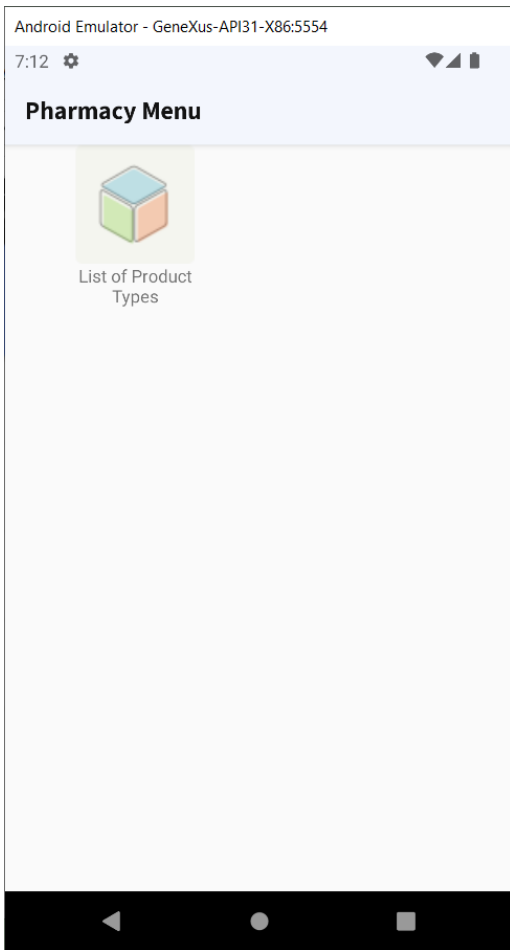 Android Emulator - GeneXus-API31-X86:5554
7:12
Pharmacy Menu
List of Product
Types